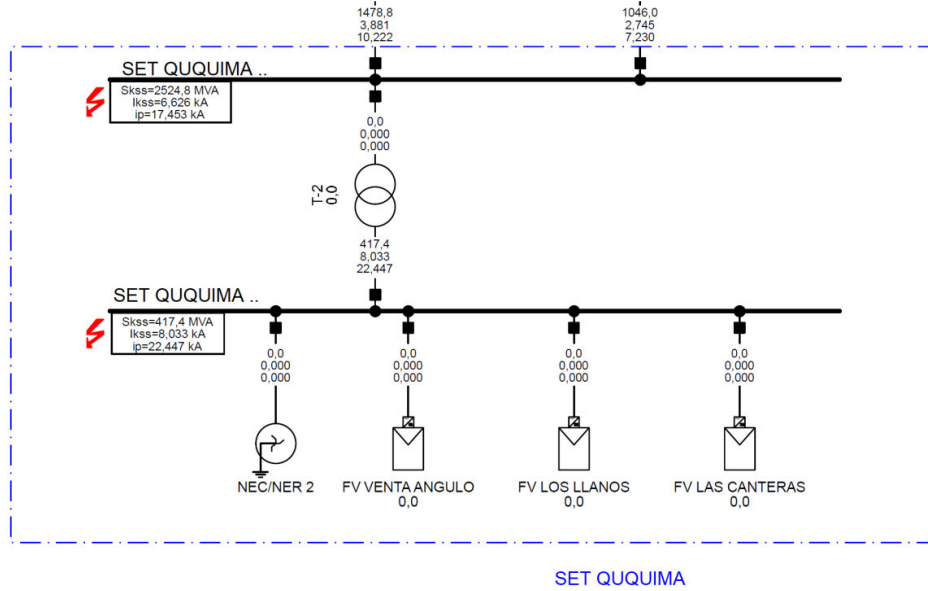 1478,8
3,881
10,222
1046,0
2,745
7,230
SET QUQUIMA ..
Skss=2524,8 MVA
Ikss=6,626 kA
ip=17,453 kA
0,0
0,000
0,000
T-2
0,0
417,4
8,033
22,447
SET QUQUIMA ..
Skss=417,4 MVA
Ikss=8,033 kA
ip=22,447 kA
0,0
0,000
0,000
0,0
0,000
0,000
0,0
0,000
0,000
0,0
0,000
0,000
NEC/NER 2
FV VENTA ANGULO
0,0
FV LOS LLANOS
0,0
FV LAS CANTERAS
0,0
SET QUQUIMA